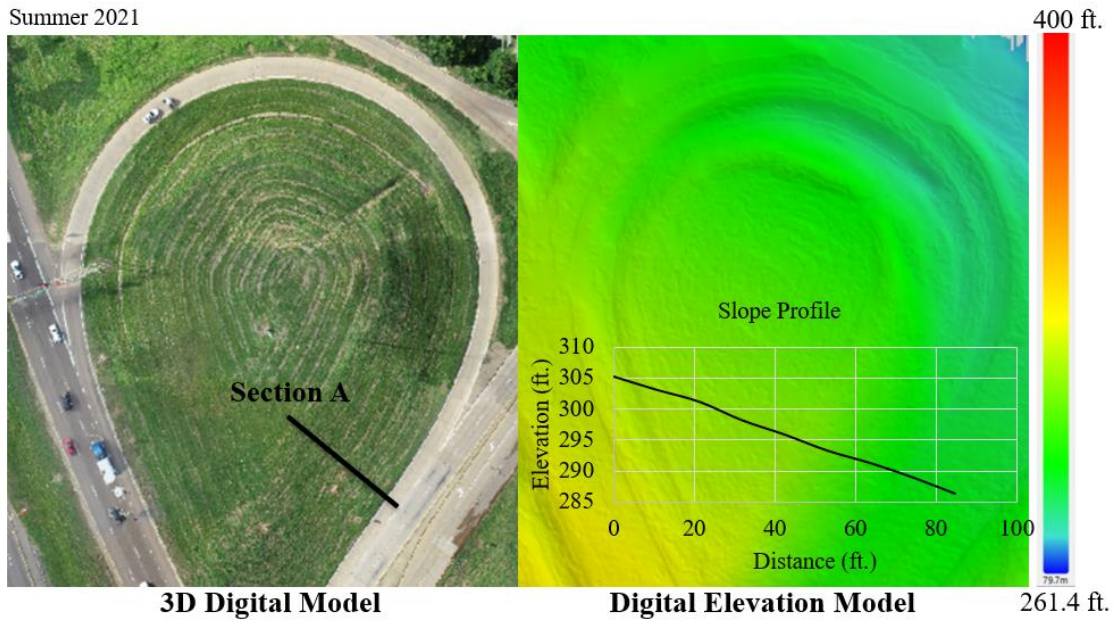 Summer 2021
400 ft.
Section A
Slope Profile
Elevation (ft.)
310
305
300
295
290
285
0 20 40 60 80 100
Distance (ft.)
79.7m
3D Digital Model
Digital Elevation Model
261.4 ft.